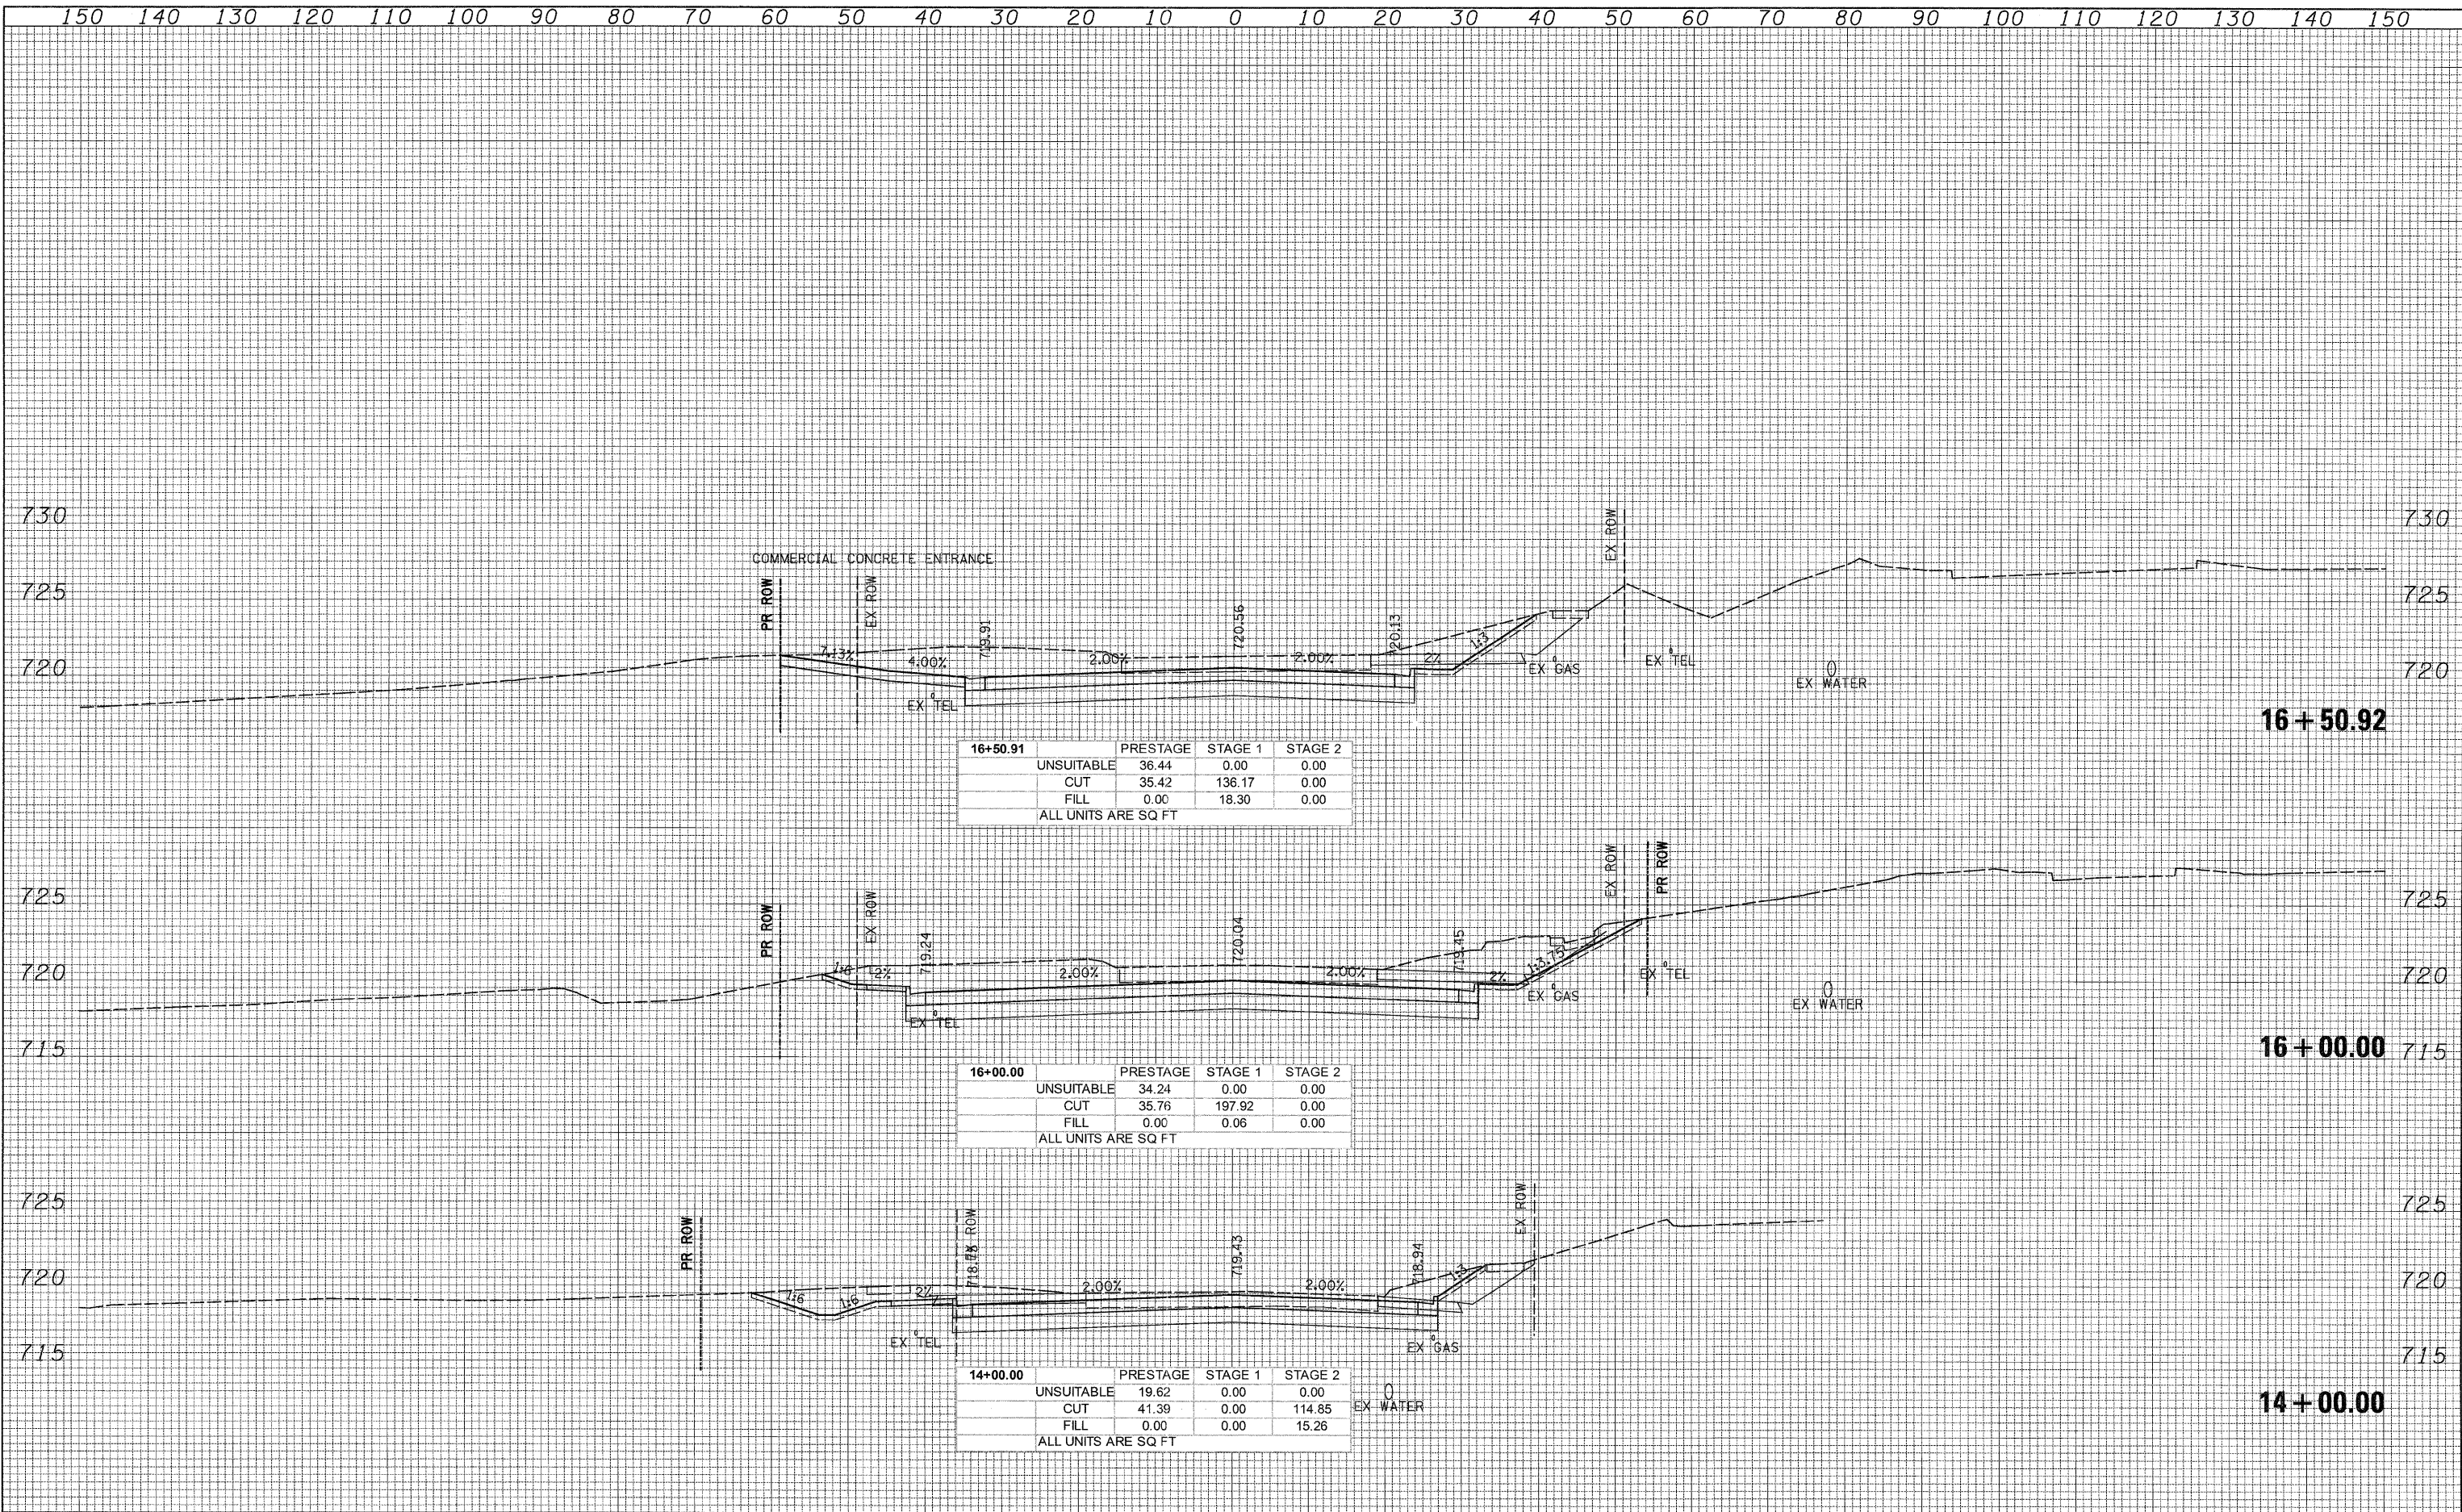 150 140 130 120 110 100 90 80 70 60 50 40 30 20 10 0 10 20 30 40 50 60 70 80 90 100 110 120 130 140 150
730 730
EX ROW
COMMERCIAL CONCRETE ENTRANCE
725 725
PR ROW
EX ROW
719.91
720.56
720.13
7.13%
4.00%
2.00%
2.00%
2%
1:3
720 720
EX GAS
EX TEL
EX WATER
EX TEL
16+50.92
16+50.91 PRESTAGE STAGE 1 STAGE 2
UNSUITABLE 36.44 0.00 0.00
CUT 35.42 136.17 0.00
FILL 0.00 18.30 0.00
ALL UNITS ARE SQ FT
EX ROW
PR ROW
725 725
PR ROW
EX ROW
719.24
720.04
719.45
1:6
2%
2.00%
2.00%
2%
1:3.75
720 720
EX TEL
EX GAS
EX WATER
EX TEL
715 715
16+00.00
16+00.00 PRESTAGE STAGE 1 STAGE 2
UNSUITABLE 34.24 0.00 0.00
CUT 35.76 197.92 0.00
FILL 0.00 0.06 0.00
ALL UNITS ARE SQ FT
725 725
EX ROW
PR ROW
EX ROW
719.43
718.94
720 720
1:6
1:6
2%
2.00%
2.00%
1:3
EX TEL
EX GAS
715 715
14+00.00
14+00.00 PRESTAGE STAGE 1 STAGE 2
UNSUITABLE 19.62 0.00 0.00
CUT 41.39 0.00 114.85
FILL 0.00 0.00 15.26
ALL UNITS ARE SQ FT
EX WATER